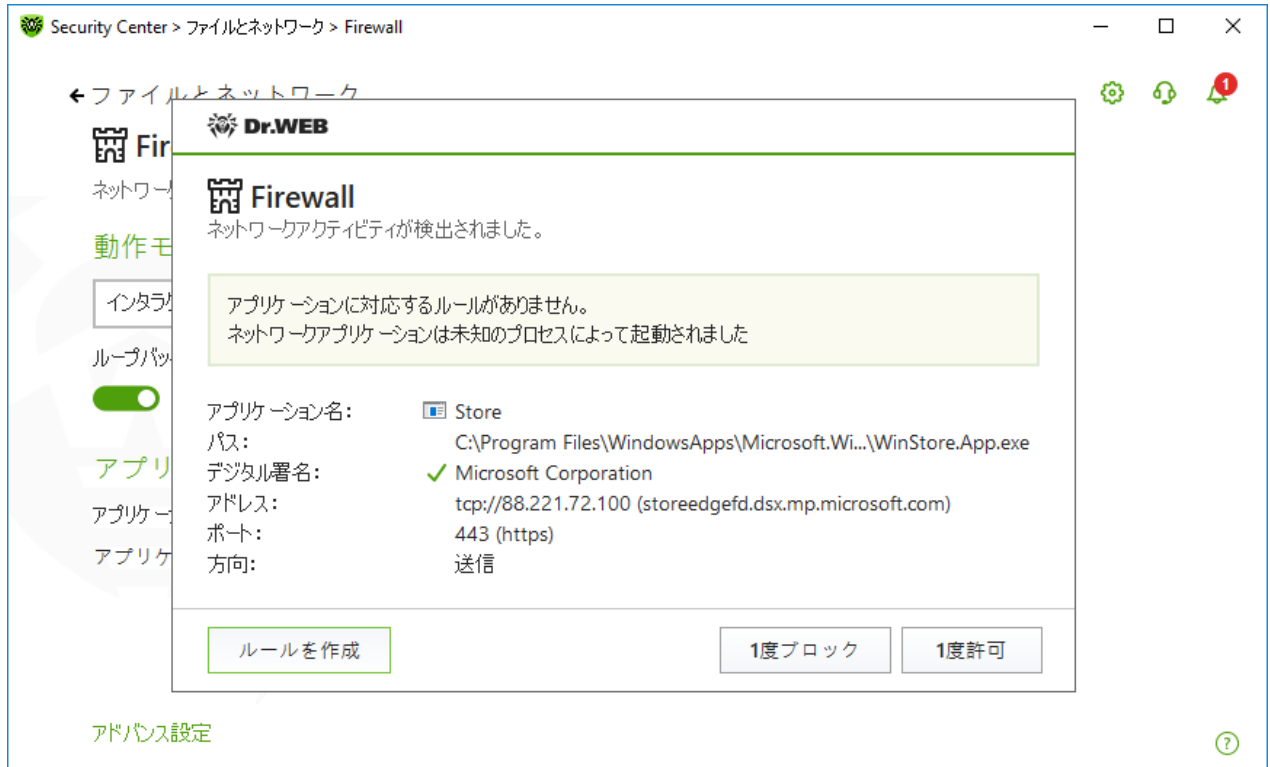 Security Center > ファイルとネットワーク > Firewall
ファイルとネットワーク
1
Dr.WEB
Fir
Firewall
ネットワーク
ネットワークアクティビティが検出されました。
動作モ
インタラク
アプリケーションに対応するルールがありません。
ネットワークアプリケーションは未知のプロセスによって起動されました
ループバッ
アプリケーション名: Store
パス: C:\Program Files\WindowsApps\Microsoft.Wi...\WinStore.App.exe
アプリ
デジタル署名: Microsoft Corporation
アドレス: tcp://88.221.72.100 (storeedgefd.dsx.mp.microsoft.com)
アプリケー
ポート: 443 (https)
アプリケ
方向: 送信
ルールを作成
1度ブロック
1度許可
アドバンス設定
?